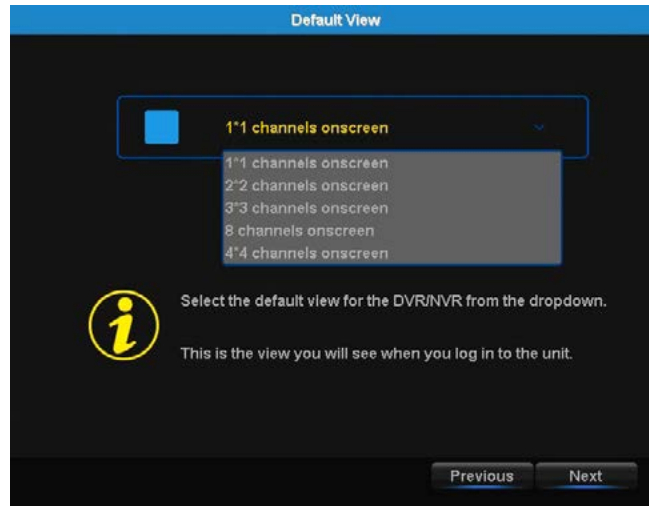 Default View
1*1 channels onscreen
1*1 channels onscreen
2*2 channels onscreen
3*3 channels onscreen
8 channels onscreen
4*4 channels onscreen
Select the default view for the DVR/NVR from the dropdown.
This is the view you will see when you log in to the unit.
Previous Next